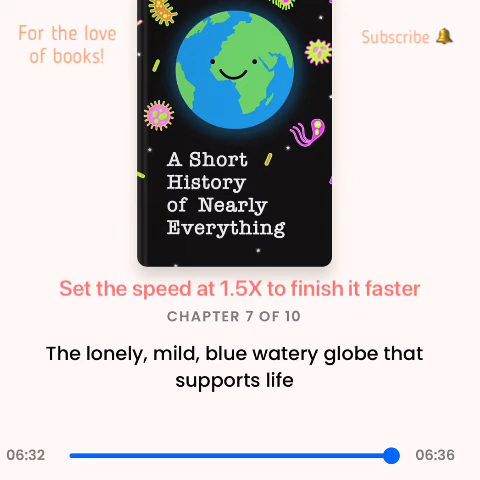 For the love
of books!
Subscribe 🔔
A Short
History
of Nearly
Everything
Set the speed at 1.5X to finish it faster
CHAPTER 7 OF 10
The lonely, mild, blue watery globe that
supports life
06:32
06:36